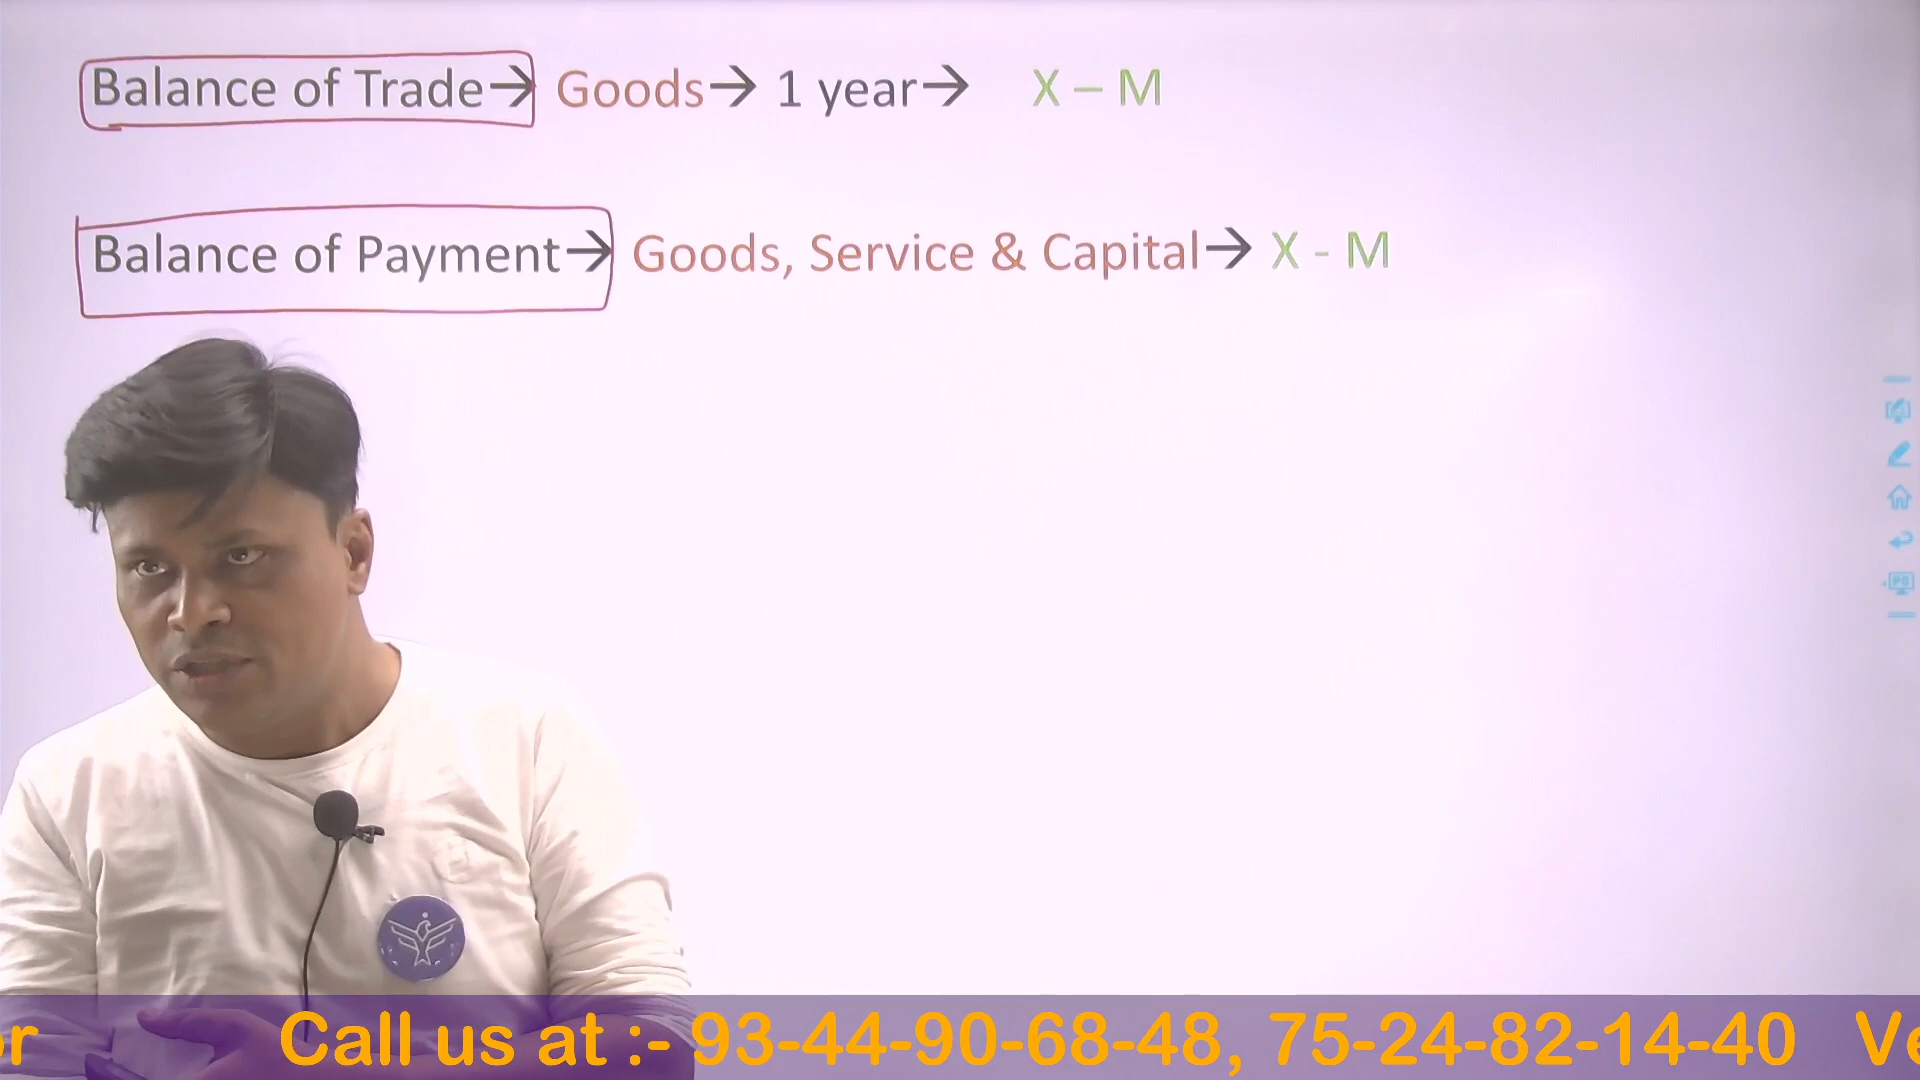 Balance of Trade→ Goods→ 1 year→ X – M
Balance of Payment→ Goods, Service & Capital→ X - M
Call us at :- 93-44-90-68-48, 75-24-82-14-40